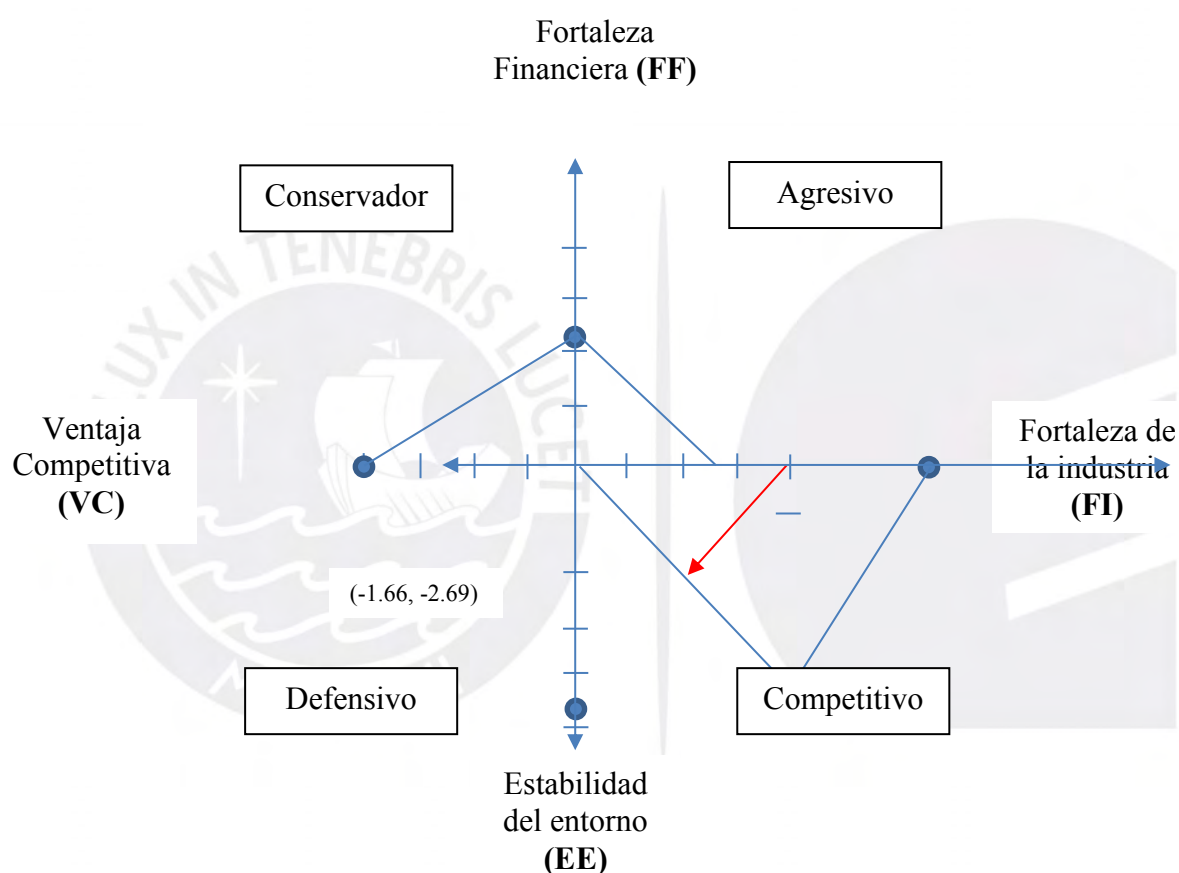 Fortaleza
Financiera (FF)
Conservador
Agresivo
LUX IN TENEBRIS LUCET
Ventaja
Competitiva
(VC)
Fortaleza de
la industria
(FI)
(-1.66, -2.69)
Defensivo
Competitivo
Estabilidad
del entorno
(EE)